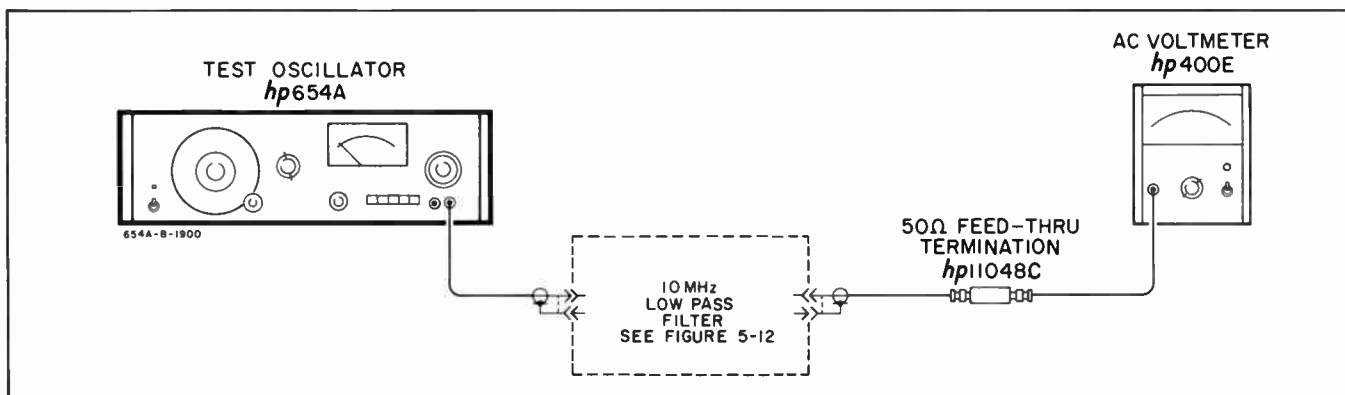 TEST OSCILLATOR
hp654A
654A-B-1900
10 MHz
LOW PASS
FILTER
SEE FIGURE 5-12
50Ω FEED-THRU
TERMINATION
hp11048C
AC VOLTMETER
hp400E